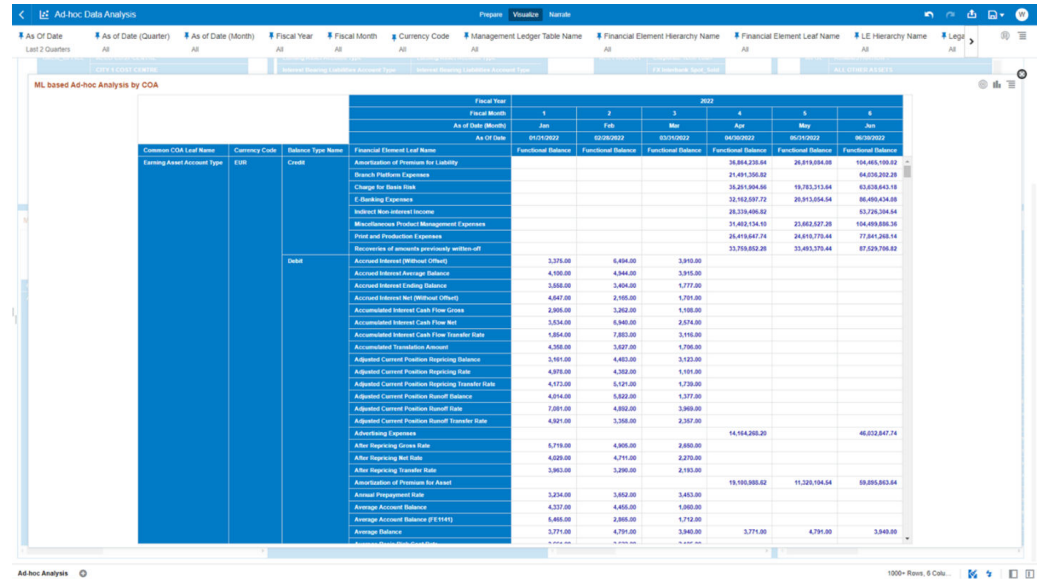 Ad-hoc Data Analysis Prepare Visualize Narrate W
As Of Date As of Date (Quarter) As of Date (Month) Fiscal Year Fiscal Month Currency Code Management Ledger Table Name Financial Element Hierarchy Name Financial Element Leaf Name LE Hierarchy Name Lega
Last 2 Quarters All All All All All All All All All All
ML based Ad-hoc Analysis by COA
Fiscal Year 2022
Fiscal Month 1 2 3 4 5 6
As of Date (Month) Jan Feb Mar Apr May Jun
As Of Date 01/31/2022 02/28/2022 03/31/2022 04/30/2022 05/31/2022 06/30/2022
Common COA Leaf Name Currency Code Balance Type Name Financial Element Leaf Name Functional Balance Functional Balance Functional Balance Functional Balance Functional Balance Functional Balance
Earning Asset Account Type EUR Credit Amortization of Premium for Liability 36,864,238.64 26,819,084.08 104,465,100.02
Branch Platform Expenses 21,491,356.82 64,030,202.28
Charge for Basis Risk 35,251,904.56 19,783,313.64 63,638,643.18
E-Banking Expenses 32,162,597.72 20,913,054.54 86,490,434.08
Indirect Non-interest Income 28,339,406.82 53,726,304.54
Miscellaneous Product Management Expenses 31,402,134.10 23,662,527.28 104,499,886.36
Print and Production Expenses 26,419,647.74 24,610,770.44 77,841,268.14
Recoveries of amounts previously written-off 33,759,852.28 33,493,370.44 87,529,706.82
Debit Accrued Interest (Without Offset) 3,376.00 6,494.00 3,910.00
Accrued Interest Average Balance 4,100.00 4,944.00 3,915.00
Accrued Interest Ending Balance 3,558.00 3,404.00 1,777.00
Accrued Interest Net (Without Offset) 4,647.00 2,165.00 1,701.00
Accumulated Interest Cash Flow Gross 2,906.00 3,262.00 1,108.00
Accumulated Interest Cash Flow Net 3,534.00 6,940.00 2,574.00
Accumulated Interest Cash Flow Transfer Rate 1,854.00 7,883.00 3,116.00
Accumulated Translation Amount 4,358.00 3,627.00 1,706.00
Adjusted Current Position Repricing Balance 3,161.00 4,483.00 3,123.00
Adjusted Current Position Repricing Rate 4,978.00 4,382.00 1,101.00
Adjusted Current Position Repricing Transfer Rate 4,173.00 5,121.00 1,739.00
Adjusted Current Position Runoff Balance 4,014.00 5,822.00 1,377.00
Adjusted Current Position Runoff Rate 7,081.00 4,892.00 3,969.00
Adjusted Current Position Runoff Transfer Rate 4,921.00 3,358.00 2,357.00
Advertising Expenses 14,164,265.20 46,032,847.74
After Repricing Gross Rate 5,719.00 4,905.00 2,650.00
After Repricing Net Rate 4,029.00 4,711.00 2,270.00
After Repricing Transfer Rate 3,963.00 3,296.00 2,193.00
Amortization of Premium for Asset 19,100,988.62 11,320,104.54 59,895,863.64
Annual Prepayment Rate 3,234.00 3,652.00 3,453.00
Average Account Balance 4,337.00 4,455.00 1,060.00
Average Account Balance (FE1141) 5,465.00 2,865.00 1,712.00
Average Balance 3,771.00 4,791.00 3,940.00 3,771.00 4,791.00 3,940.00
Ad-hoc Analysis 1000+ Rows, 6 Colu...